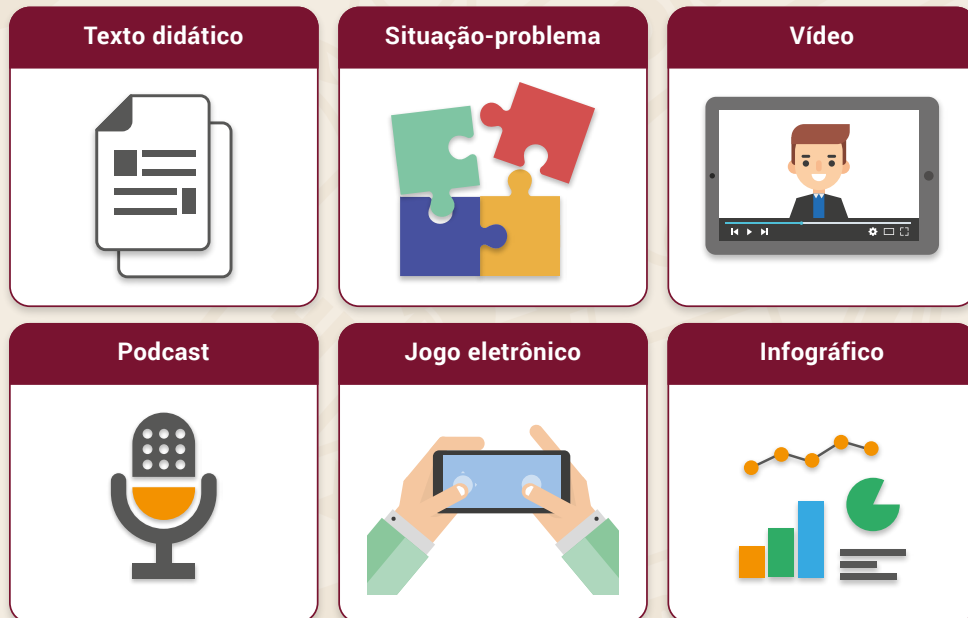 Texto didático
Situação-problema
Vídeo
Podcast
Jogo eletrônico
Infográfico